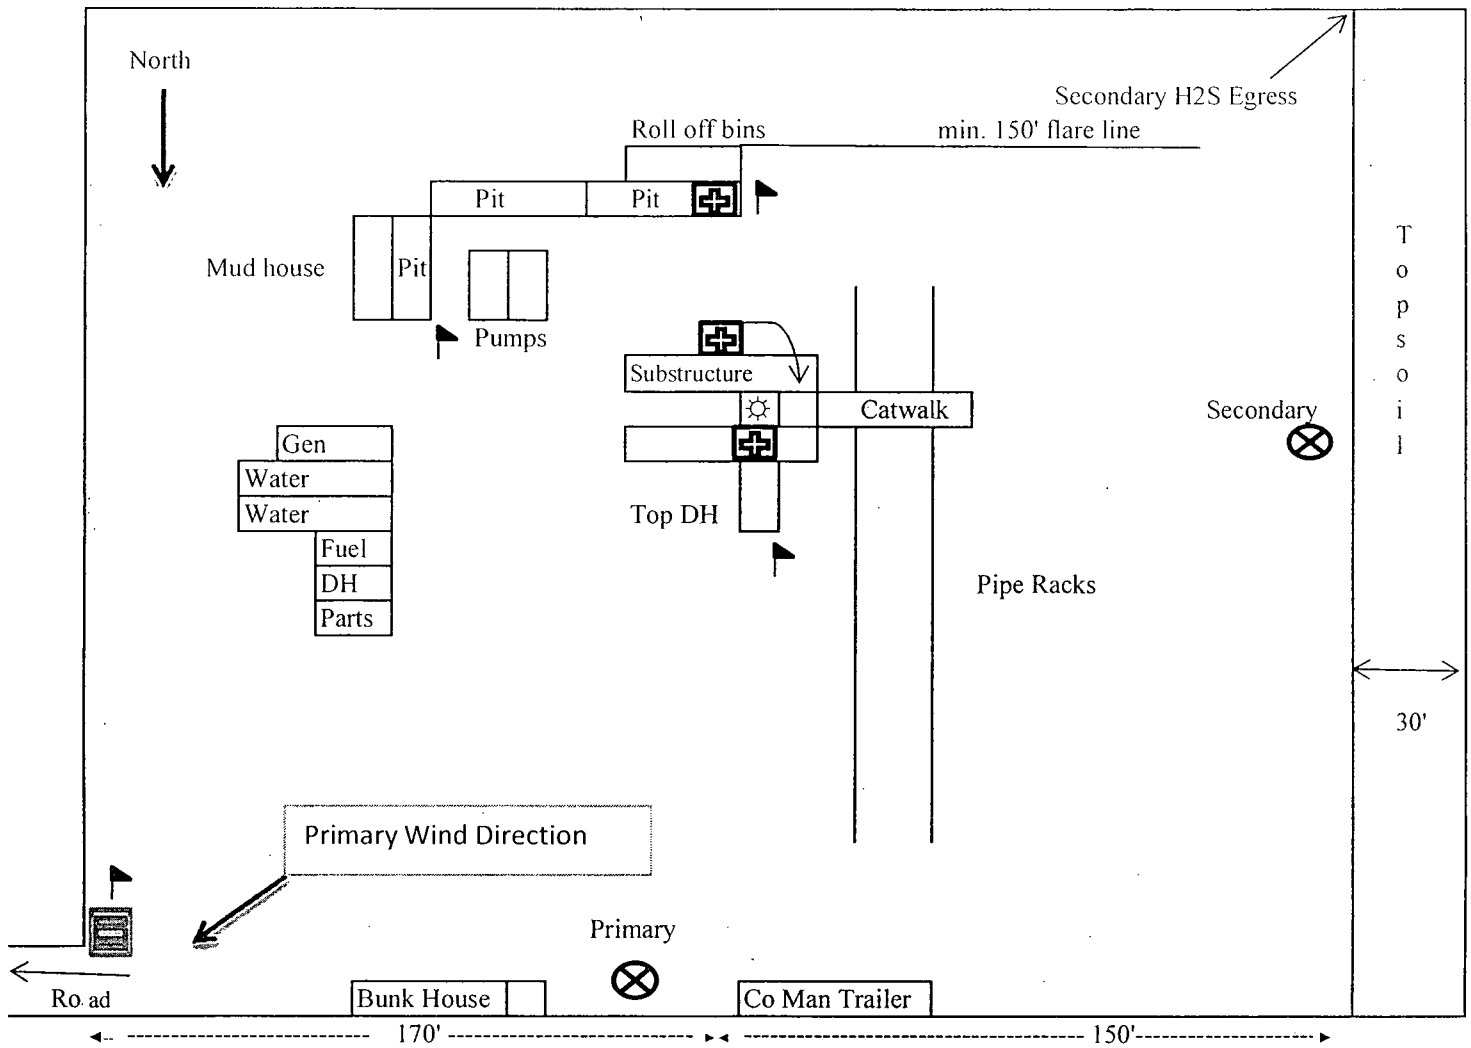 North
Secondary H2S Egress
Roll off bins
min. 150' flare line
Pit
Pit
Mud house
Pit
Pumps
Substructure
Catwalk
Secondary
Topsoil
Gen
Water
Water
Top DH
Fuel
DH
Parts
Pipe Racks
30'
Primary Wind Direction
Primary
Road
Bunk House
Co Man Trailer
170'
150'